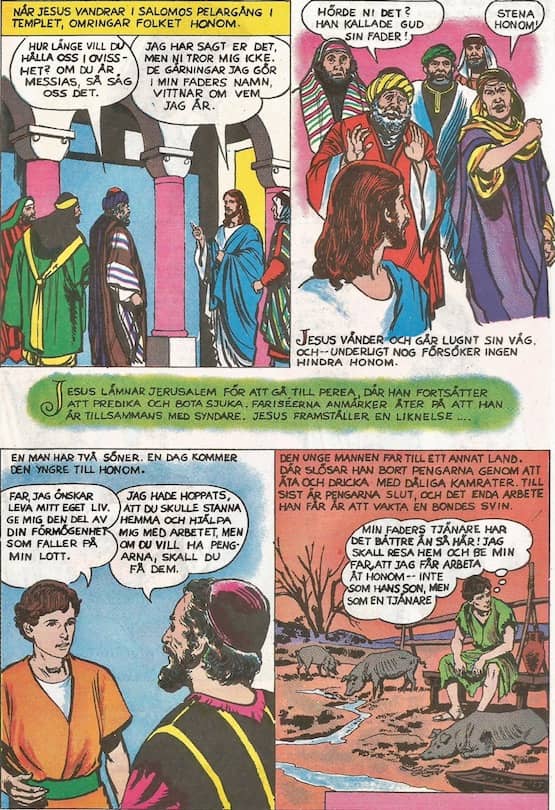 NÄR JESUS VANDRAR I SALOMOS PELARGÅNG I
TEMPLET, OMRINGAR FOLKET HONOM.
HUR LÄNGE VILL DU
HÅLLA OSS I OVISS-
HET? OM DU ÄR
MESSIAS, SÅ SÄG
OSS DET.
JAG HAR SAGT ER DET,
MEN NI TROR MIG ICKE.
DE GÄRNINGAR JAG GÖR
I MIN FADERS NAMN,
VITTNAR OM VEM
JAG ÄR.
HÖRDE NI DET?
HAN KALLADE GUD
SIN FADER!
STENA
HONOM!
JESUS VÄNDER OCH GÅR LUGNT SIN VÄG.
OCH--UNDERLIGT NOG FÖRSÖKER INGEN
HINDRA HONOM.
JESUS LÄMNAR JERUSALEM FÖR ATT GÅ TILL PEREA, DÄR HAN FORTSÄTTER
ATT PREDIKA OCH BOTA SJUKA. FARISÉERNA ANMÄRKER ÅTER PÅ ATT HAN
ÄR TILLSAMMANS MED SYNDARE. JESUS FRAMSTÄLLER EN LIKNELSE ....
EN MAN HAR TVÅ SÖNER. EN DAG KOMMER
DEN YNGRE TILL HONOM.
FAR, JAG ÖNSKAR
LEVA MITT EGET LIV.
GE MIG DEN DEL AV
DIN FÖRMÖGENHET
SOM FALLER PÅ
MIN LOTT.
JAG HADE HOPPATS,
ATT DU SKULLE STANNA
HEMMA OCH HJÄLPA
MIG MED ARBETET, MEN
OM DU VILL HA PENG-
ARNA, SKALL DU
FÅ DEM.
DEN UNGE MANNEN FAR TILL ETT ANNAT LAND.
DÄR SLÖSAR HAN BORT PENGARNA GENOM ATT
ÄTA OCH DRICKA MED DÅLIGA KAMRATER. TILL
SIST ÄR PENGARNA SLUT, OCH DET ENDA ARBETE
HAN FÅR ÄR ATT VAKTA EN BONDES SVIN.
MIN FADERS TJÄNARE HAR
DET BÄTTRE ÄN SÅ HÄR! JAG
SKALL RESA HEM OCH BE MIN
FAR, ATT JAG FÅR ARBETA
ÅT HONOM-- INTE
SOM HANS SON, MEN
SOM EN TJÄNARE